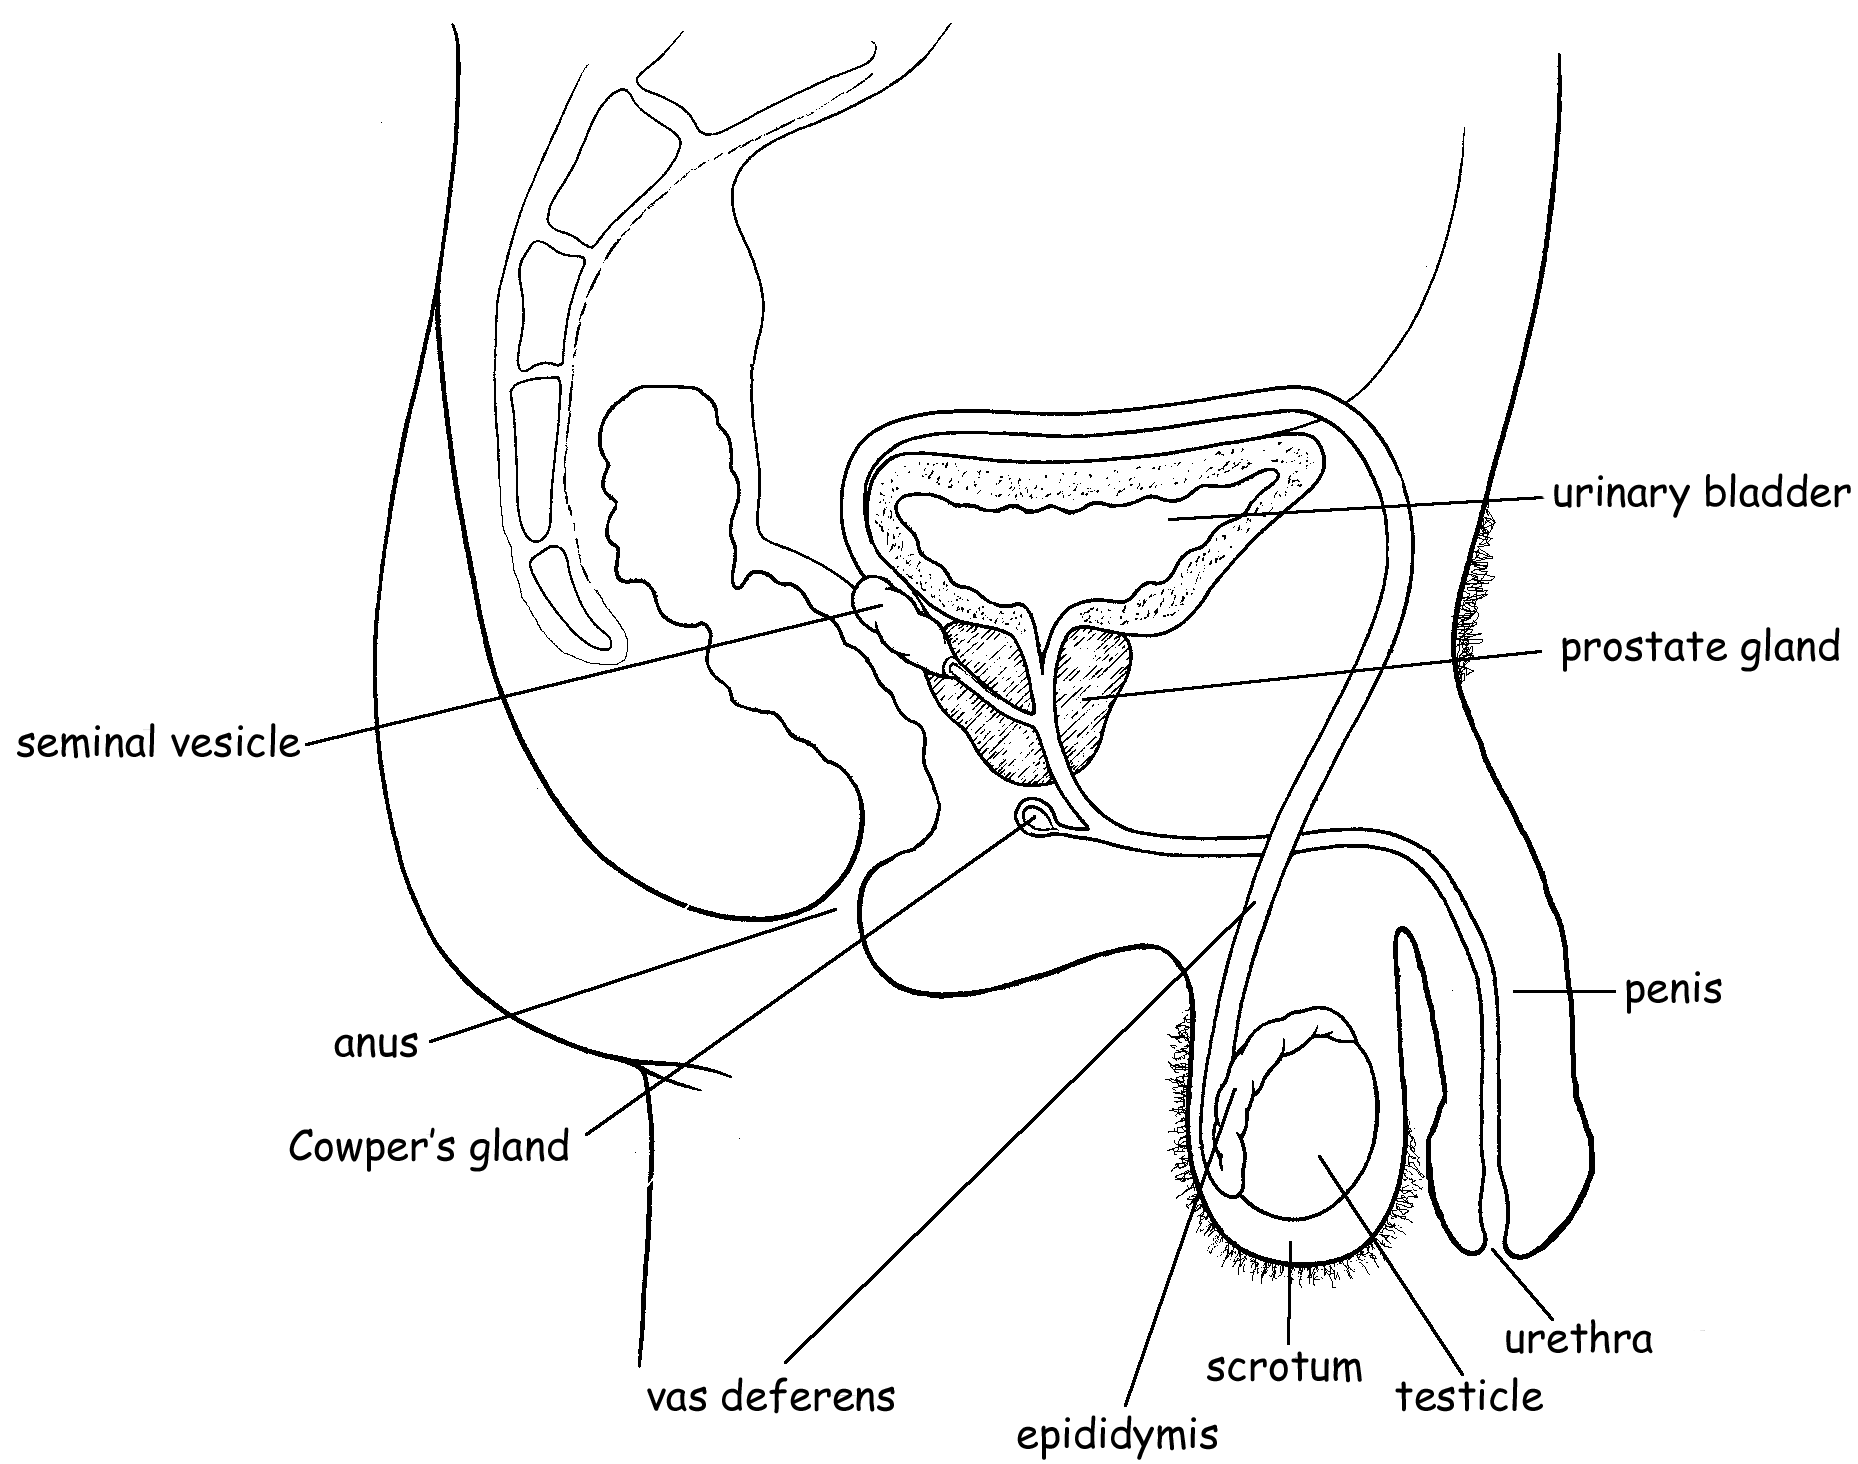 urinary bladder
prostate gland
seminal vesicle
penis
anus
Cowper's gland
urethra
scrotum
vas deferens
testicle
epididymis